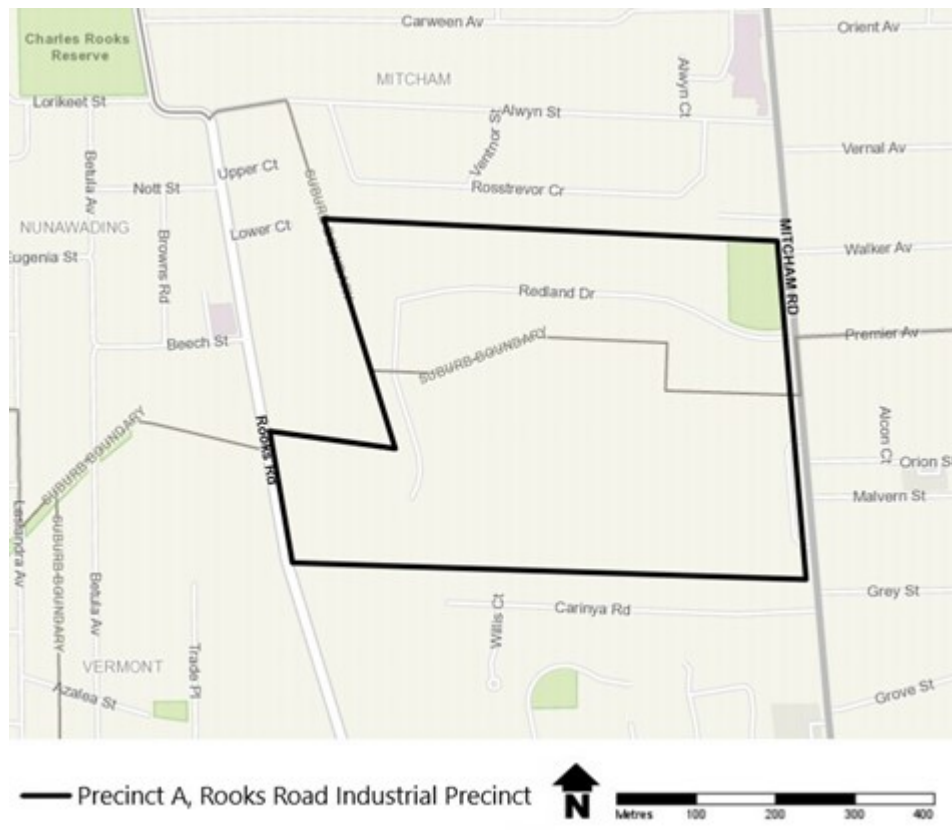 Carween Av
Orient Av
Charles Rooks
Reserve
MITCHAM
Alwyn Ct
Lorikeet St
Alwyn St
Ventnor St
Vernal Av
Betula Av
Upper Ct
Nott St
Rosstrevor Cr
NUNAWADING
Lower Ct
Browns Rd
MITCHAM RD
Walker Av
Eugenia St
Redland Dr
Beech St
SUBURB BOUNDARY
Premier Av
SUBURB BOUNDARY
Rooks Rd
Alcon Ct
Orion S
Malvern St
SUBURB BOUNDARY
Betula Av
Willis Ct
Carinya Rd
Grey St
VERMONT
Trade Pl
Azalea St
Grove St
Precinct A, Rooks Road Industrial Precinct
N
Metres 100 200 300 400